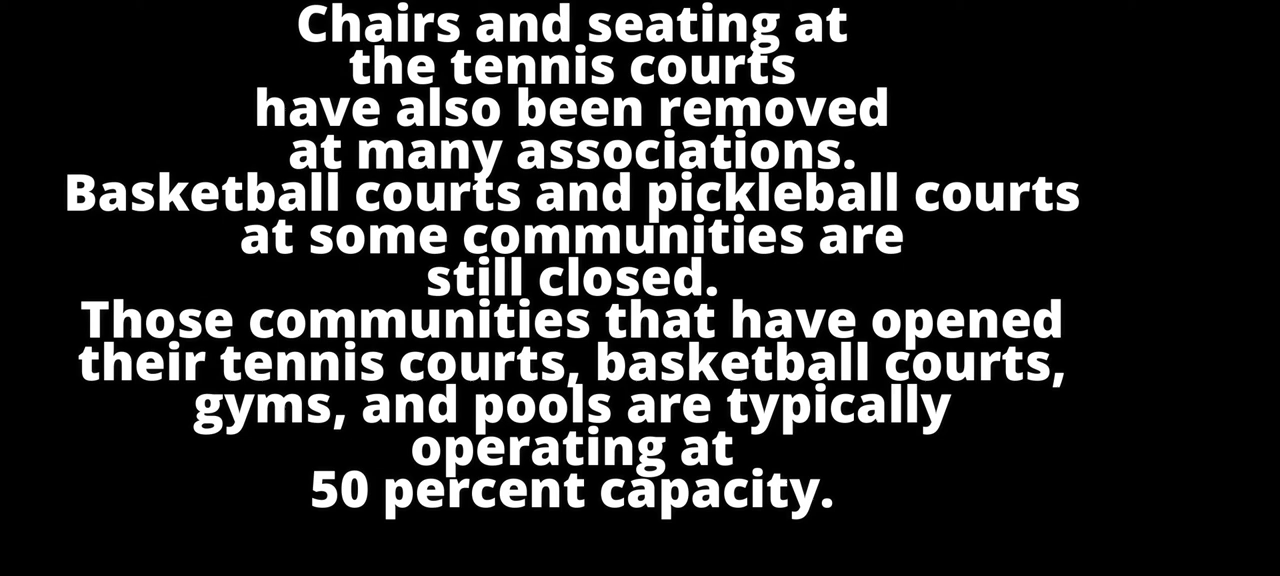 Chairs and seating at
the tennis courts
have also been removed
at many associations.
Basketball courts and pickleball courts
at some communities are
still closed.
Those communities that have opened
their tennis courts, basketball courts,
gyms, and pools are typically
operating at
50 percent capacity.